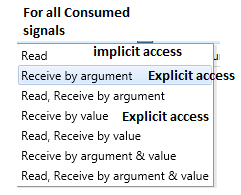 For all Consumed
signals
implicit access
Read
Receive by argument Explicit access
Read, Receive by argument
Receive by value Explicit access
Read, Receive by value
Receive by argument & value
Read, Receive by argument & value